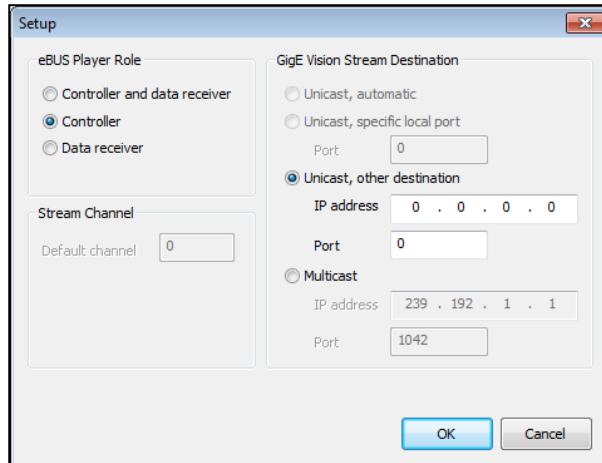 Setup
eBUS Player Role
Controller and data receiver
Controller
Data receiver
Stream Channel
Default channel 0
GigE Vision Stream Destination
Unicast, automatic
Unicast, specific local port
Port 0
Unicast, other destination
IP address 0 . 0 . 0 . 0
Port 0
Multicast
IP address 239 . 192 . 1 . 1
Port 1042
OK Cancel